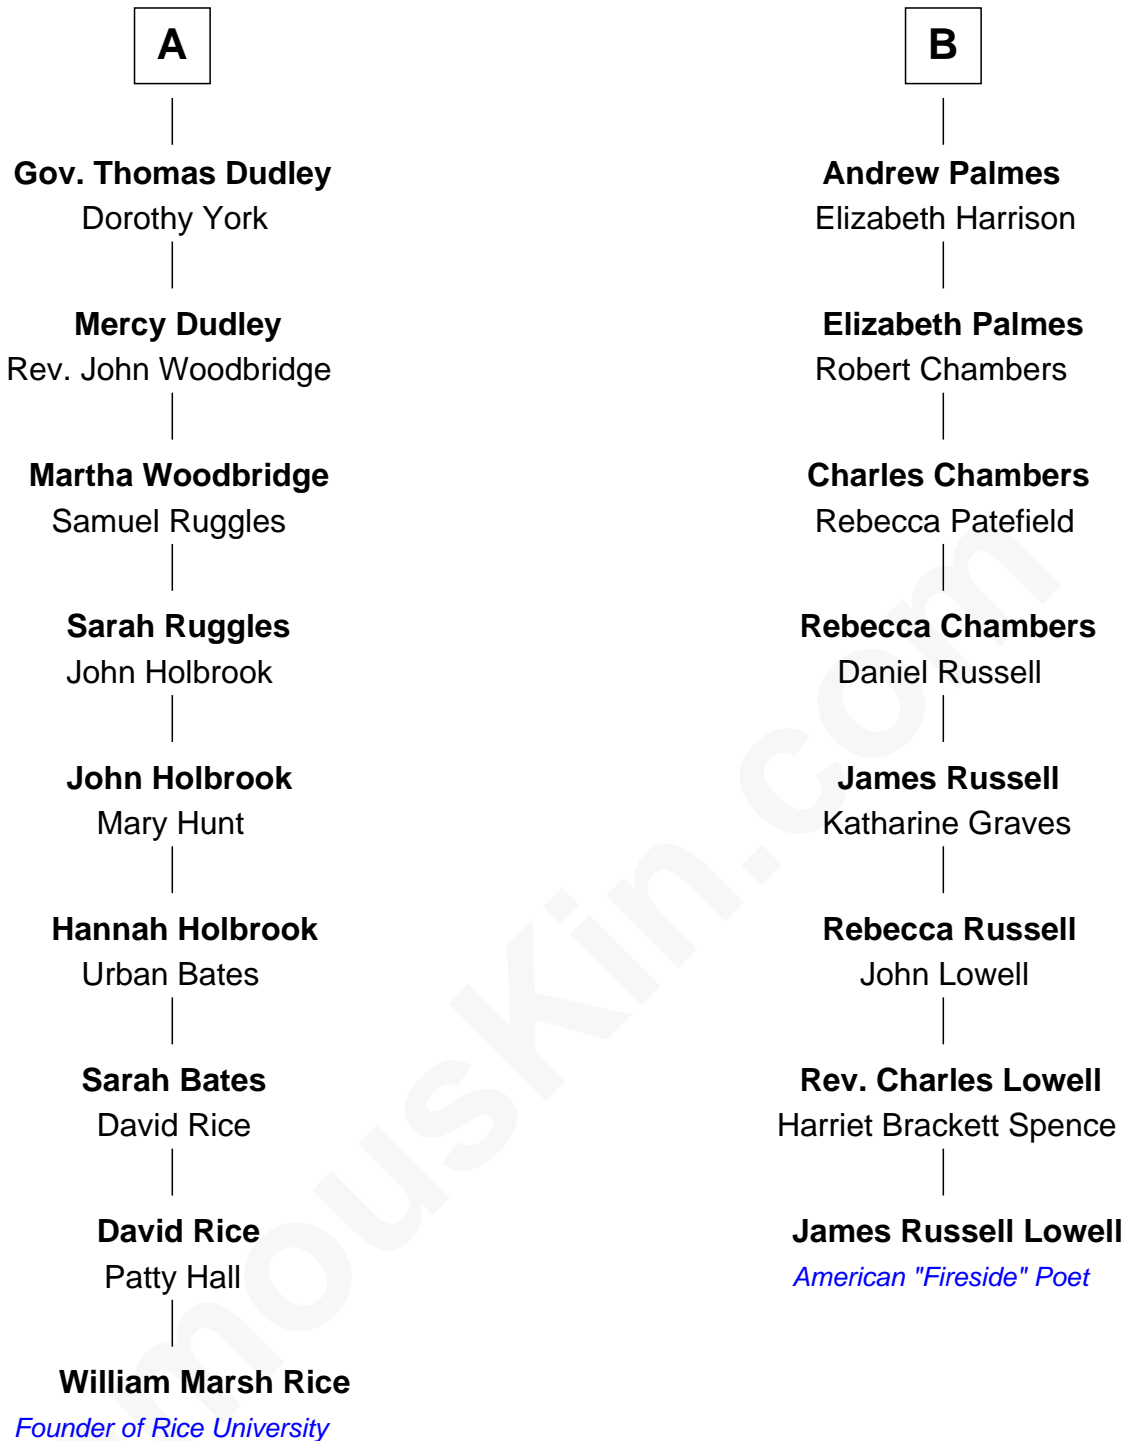 A
Gov. Thomas Dudley
Dorothy York
Mercy Dudley
Rev. John Woodbridge
Martha Woodbridge
Samuel Ruggles
Sarah Ruggles
John Holbrook
John Holbrook
Mary Hunt
Hannah Holbrook
Urban Bates
Sarah Bates
David Rice
David Rice
Patty Hall
William Marsh Rice
Founder of Rice University
B
Andrew Palmes
Elizabeth Harrison
Elizabeth Palmes
Robert Chambers
Charles Chambers
Rebecca Patefield
Rebecca Chambers
Daniel Russell
James Russell
Katharine Graves
Rebecca Russell
John Lowell
Rev. Charles Lowell
Harriet Brackett Spence
James Russell Lowell
American "Fireside" Poet
mouskin.com